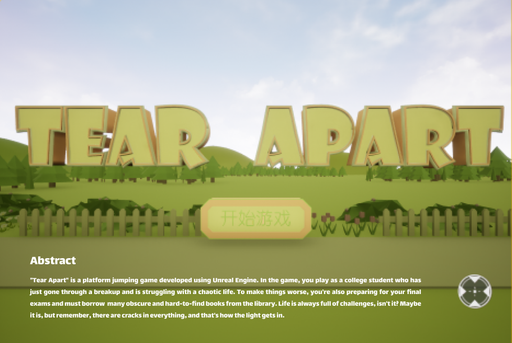 TEAR APART
开始游戏
Abstract
"Tear Apart" is a platform jumping game developed using Unreal Engine. In the game, you play as a college student who has
just gone through a breakup and is struggling with a chaotic life. To make things worse, you're also preparing for your final
exams and must borrow many obscure and hard-to-find books from the library. Life is always full of challenges, isn't it? Maybe
it is, but remember, there are cracks in everything, and that's how the light gets in.